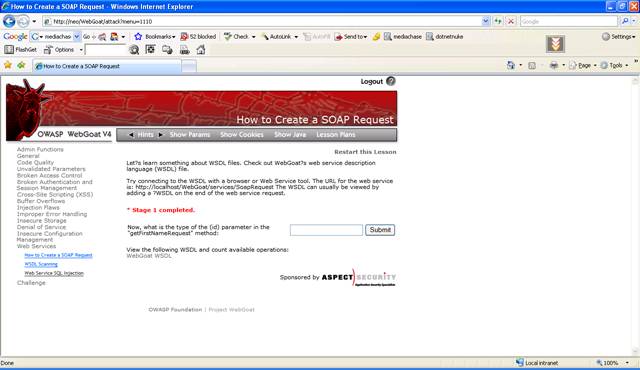 How to Create a SOAP Request - Windows Internet Explorer
http://neo/WebGoat/attack?menu=1110
Google
Google
mediachase
Go
Bookmarks
52 blocked
Check
AutoLink
AutoFill
Send to
mediachase
dotnetnuke
Settings
FlashGet
Options
How to Create a SOAP Request
Page
Tools
Logout ?
How to Create a SOAP Request
OWASP WebGoat V4
Hints
Show Params
Show Cookies
Show Java
Lesson Plans
Restart this Lesson
Admin Functions
General
Code Quality
Unvalidated Parameters
Broken Access Control
Broken Authentication and
Session Management
Cross-Site Scripting (XSS)
Buffer Overflows
Injection Flaws
Improper Error Handling
Insecure Storage
Denial of Service
Insecure Configuration
Management
Web Services
How to Create a SOAP Request
WSDL Scanning
Web Service SQL Injection
Challenge
Let?s learn something about WSDL files. Check out WebGoat?s web service description
language (WSDL) file.
Try connecting to the WSDL with a browser or Web Service tool. The URL for the web service
is: http://localhost/WebGoat/services/SoapRequest The WSDL can usually be viewed by
adding a ?WSDL on the end of the web service request.
* Stage 1 completed.
Now, what is the type of the (id) parameter in the
"getFirstNameRequest" method:
Submit
View the following WSDL and count available operations:
WebGoat WSDL
Sponsored by ASPECT SECURITY
Application Security Specialists
OWASP Foundation | Project WebGoat
Done
Local intranet
100%